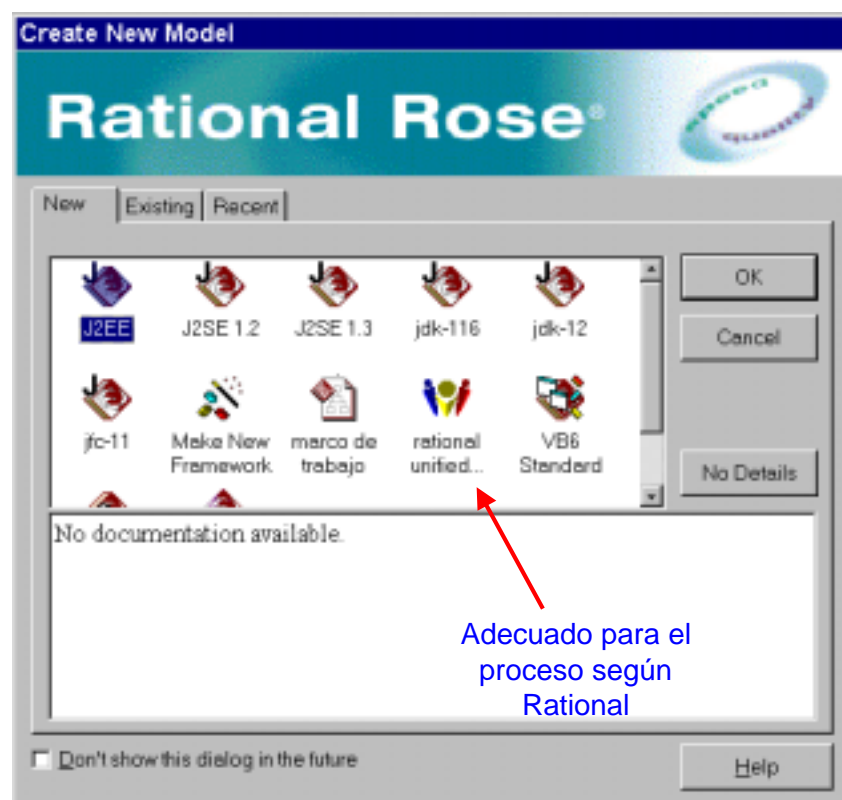 Create New Model
Rational Rose®
speed
quality
New Existing Recent
J2EE J2SE 1.2 J2SE 1.3 jdk-116 jdk-12
jfc-11 Make New Framework marco de trabajo rational unified... VB6 Standard
OK
Cancel
No Details
No documentation available.
Adecuado para el
proceso según
Rational
Don't show this dialog in the future
Help